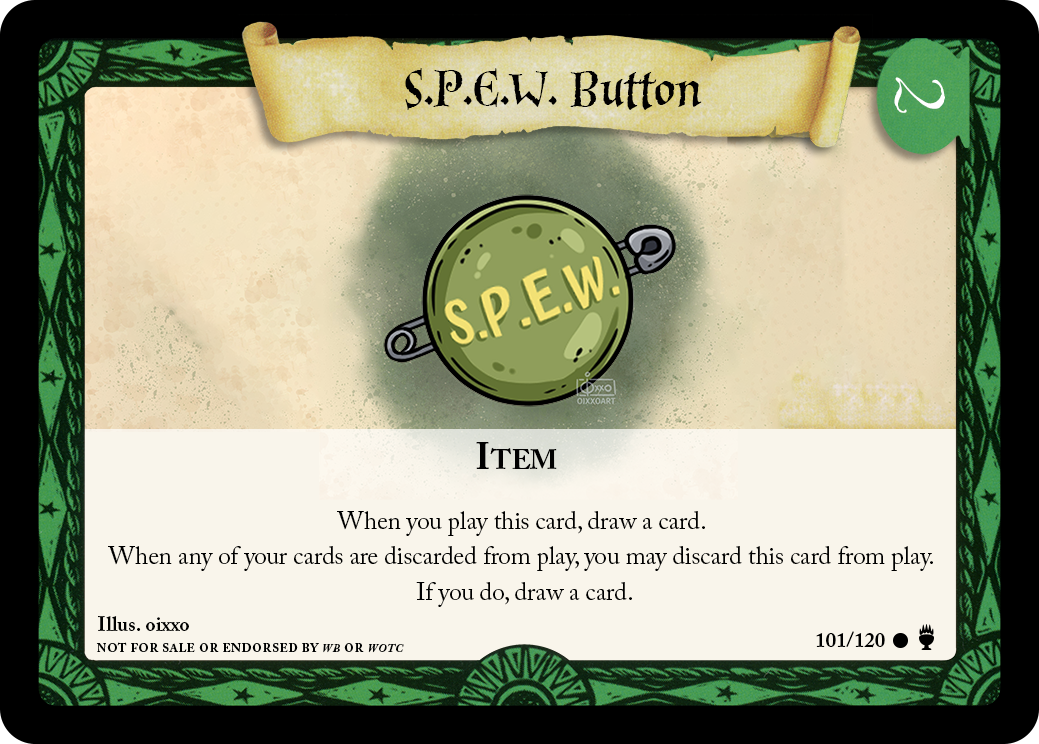 S.P.E.W. Button
2
S.P.E.W.
oixxo
OIXXOART
ITEM
When you play this card, draw a card.
When any of your cards are discarded from play, you may discard this card from play.
If you do, draw a card.
Illus. oixxo
NOT FOR SALE OR ENDORSED BY WB OR WOTC
101/120